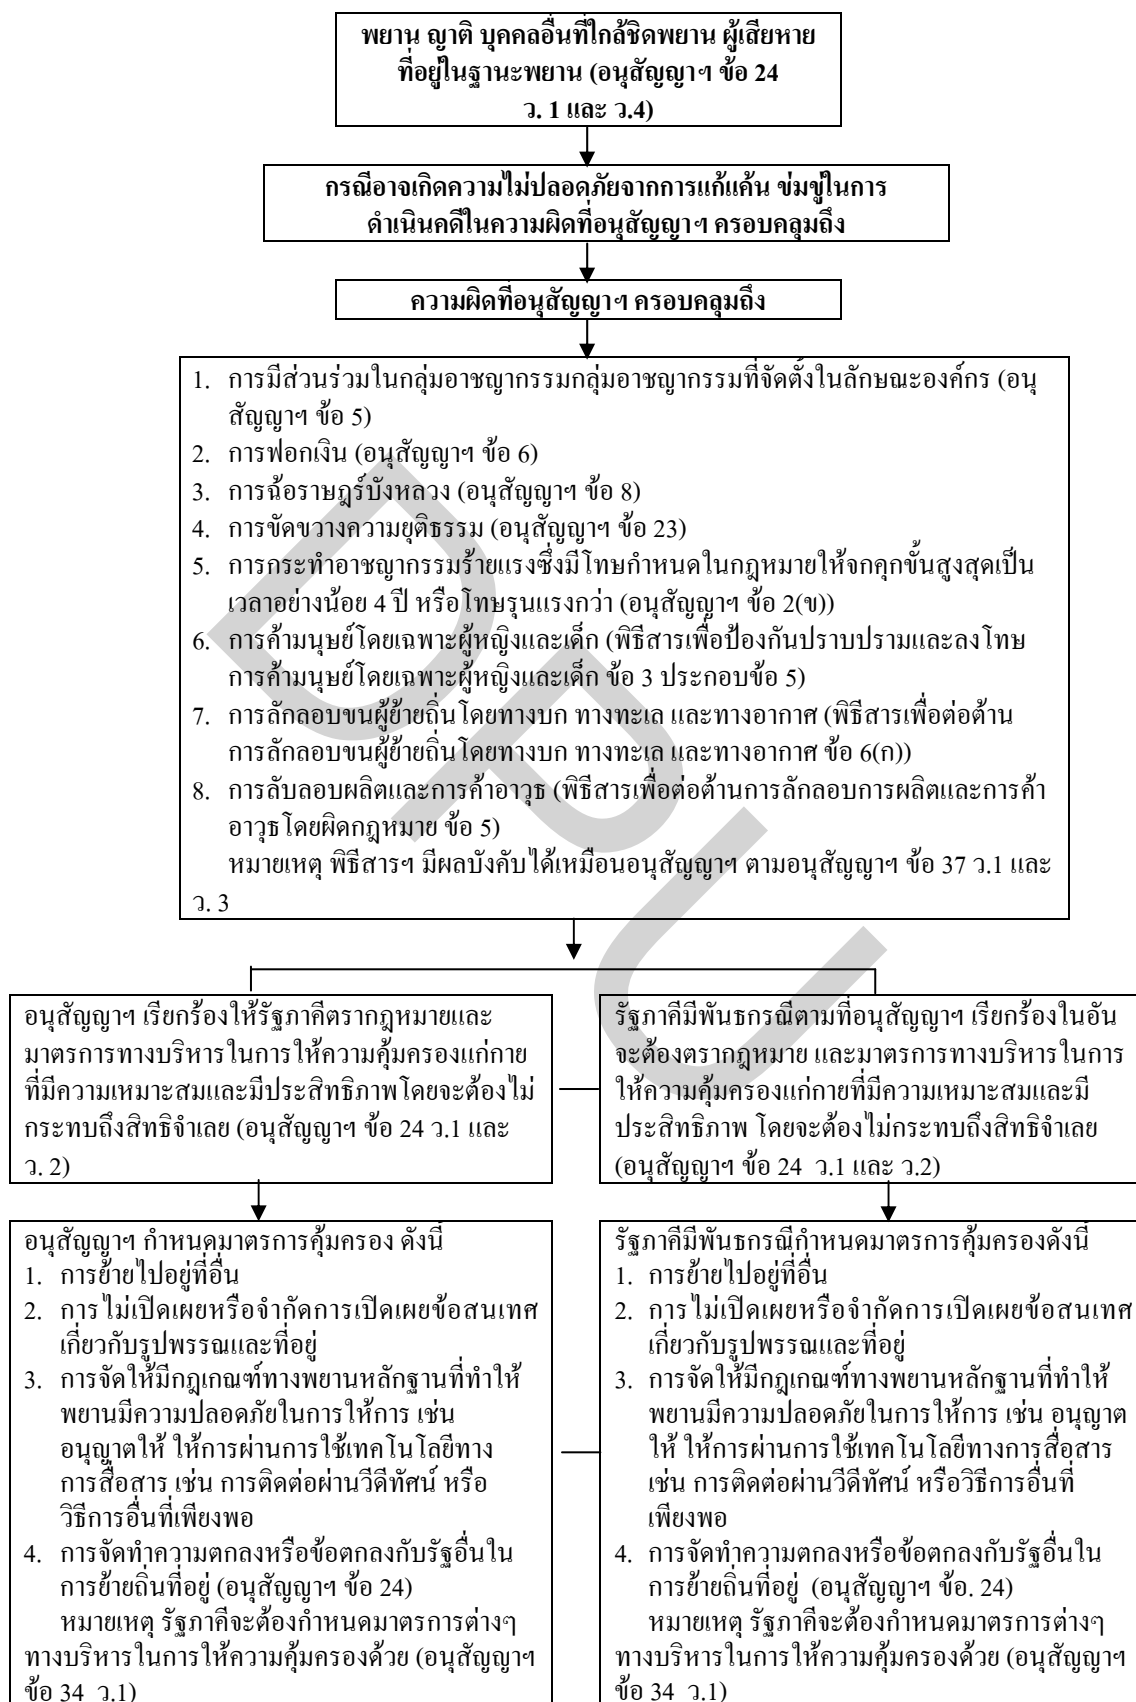 พยาน ญาติ บุคคลอื่นที่ใกล้ชิดพยาน ผู้เสียหาย
ที่อยู่ในฐานะพยาน (อนุสัญญาฯ ข้อ 24
ว. 1 และ ว.4)
กรณีอาจเกิดความไม่ปลอดภัยจากการแก้แค้น ข่มขู่ในการ
ดำเนินคดีในความผิดที่อนุสัญญาฯ ครอบคลุมถึง
ความผิดที่อนุสัญญาฯ ครอบคลุมถึง
1. การมีส่วนร่วมในกลุ่มอาชญากรรมกลุ่มอาชญากรรมที่จัดตั้งในลักษณะองค์กร (อนุ
สัญญาฯ ข้อ 5)
2. การฟอกเงิน (อนุสัญญาฯ ข้อ 6)
3. การฉ้อราษฎร์บังหลวง (อนุสัญญาฯ ข้อ 8)
4. การขัดขวางความยุติธรรม (อนุสัญญาฯ ข้อ 23)
5. การกระทำอาชญากรรมร้ายแรงซึ่งมีโทษกำหนดในกฎหมายให้จกคุกขั้นสูงสุดเป็น
เวลาอย่างน้อย 4 ปี หรือโทษรุนแรงกว่า (อนุสัญญาฯ ข้อ 2(ข))
6. การค้ามนุษย์โดยเฉพาะผู้หญิงและเด็ก (พิธีสารเพื่อป้องกันปราบปรามและลงโทษ
การค้ามนุษย์โดยเฉพาะผู้หญิงและเด็ก ข้อ 3 ประกอบข้อ 5)
7. การลักลอบขนผู้ย้ายถิ่นโดยทางบก ทางทะเล และทางอากาศ (พิธีสารเพื่อต่อต้าน
การลักลอบขนผู้ย้ายถิ่นโดยทางบก ทางทะเล และทางอากาศ ข้อ 6(ก))
8. การลับลอบผลิตและการค้าอาวุธ (พิธีสารเพื่อต่อต้านการลักลอบการผลิตและการค้า
อาวุธโดยผิดกฎหมาย ข้อ 5)
หมายเหตุ พิธีสารฯ มีผลบังคับได้เหมือนอนุสัญญาฯ ตามอนุสัญญาฯ ข้อ 37 ว.1 และ
ว. 3
อนุสัญญาฯ เรียกร้องให้รัฐภาคีตรากฎหมายและ
มาตรการทางบริหารในการให้ความคุ้มครองแก่กาย
ที่มีความเหมาะสมและมีประสิทธิภาพโดยจะต้องไม่
กระทบถึงสิทธิจำเลย (อนุสัญญาฯ ข้อ 24 ว.1 และ
ว. 2)
รัฐภาคีมีพันธกรณีตามที่อนุสัญญาฯ เรียกร้องในอัน
จะต้องตรากฎหมาย และมาตรการทางบริหารในการ
ให้ความคุ้มครองแก่กายที่มีความเหมาะสมและมี
ประสิทธิภาพ โดยจะต้องไม่กระทบถึงสิทธิจำเลย
(อนุสัญญาฯ ข้อ 24 ว.1 และ ว.2)
อนุสัญญาฯ กำหนดมาตรการคุ้มครอง ดังนี้
1. การย้ายไปอยู่ที่อื่น
2. การไม่เปิดเผยหรือจำกัดการเปิดเผยข้อสนเทศ
เกี่ยวกับรูปพรรณและที่อยู่
3. การจัดให้มีกฎเกณฑ์ทางพยานหลักฐานที่ทำให้
พยานมีความปลอดภัยในการให้การ เช่น
อนุญาตให้ ให้การผ่านการใช้เทคโนโลยีทาง
การสื่อสาร เช่น การติดต่อผ่านวีดีทัศน์ หรือ
วิธีการอื่นที่เพียงพอ
4. การจัดทำความตกลงหรือข้อตกลงกับรัฐอื่นใน
การย้ายถิ่นที่อยู่ (อนุสัญญาฯ ข้อ 24)
หมายเหตุ รัฐภาคีจะต้องกำหนดมาตรการต่างๆ
ทางบริหารในการให้ความคุ้มครองด้วย (อนุสัญญาฯ
ข้อ 34 ว.1)
รัฐภาคีมีพันธกรณีกำหนดมาตรการคุ้มครองดังนี้
1. การย้ายไปอยู่ที่อื่น
2. การไม่เปิดเผยหรือจำกัดการเปิดเผยข้อสนเทศ
เกี่ยวกับรูปพรรณและที่อยู่
3. การจัดให้มีกฎเกณฑ์ทางพยานหลักฐานที่ทำให้
พยานมีความปลอดภัยในการให้การ เช่น อนุญาต
ให้ ให้การผ่านการใช้เทคโนโลยีทางการสื่อสาร
เช่น การติดต่อผ่านวีดีทัศน์ หรือวิธีการอื่นที่
เพียงพอ
4. การจัดทำความตกลงหรือข้อตกลงกับรัฐอื่นใน
การย้ายถิ่นที่อยู่ (อนุสัญญาฯ ข้อ. 24)
หมายเหตุ รัฐภาคีจะต้องกำหนดมาตรการต่างๆ
ทางบริหารในการให้ความคุ้มครองด้วย (อนุสัญญาฯ
ข้อ 34 ว.1)
DPU